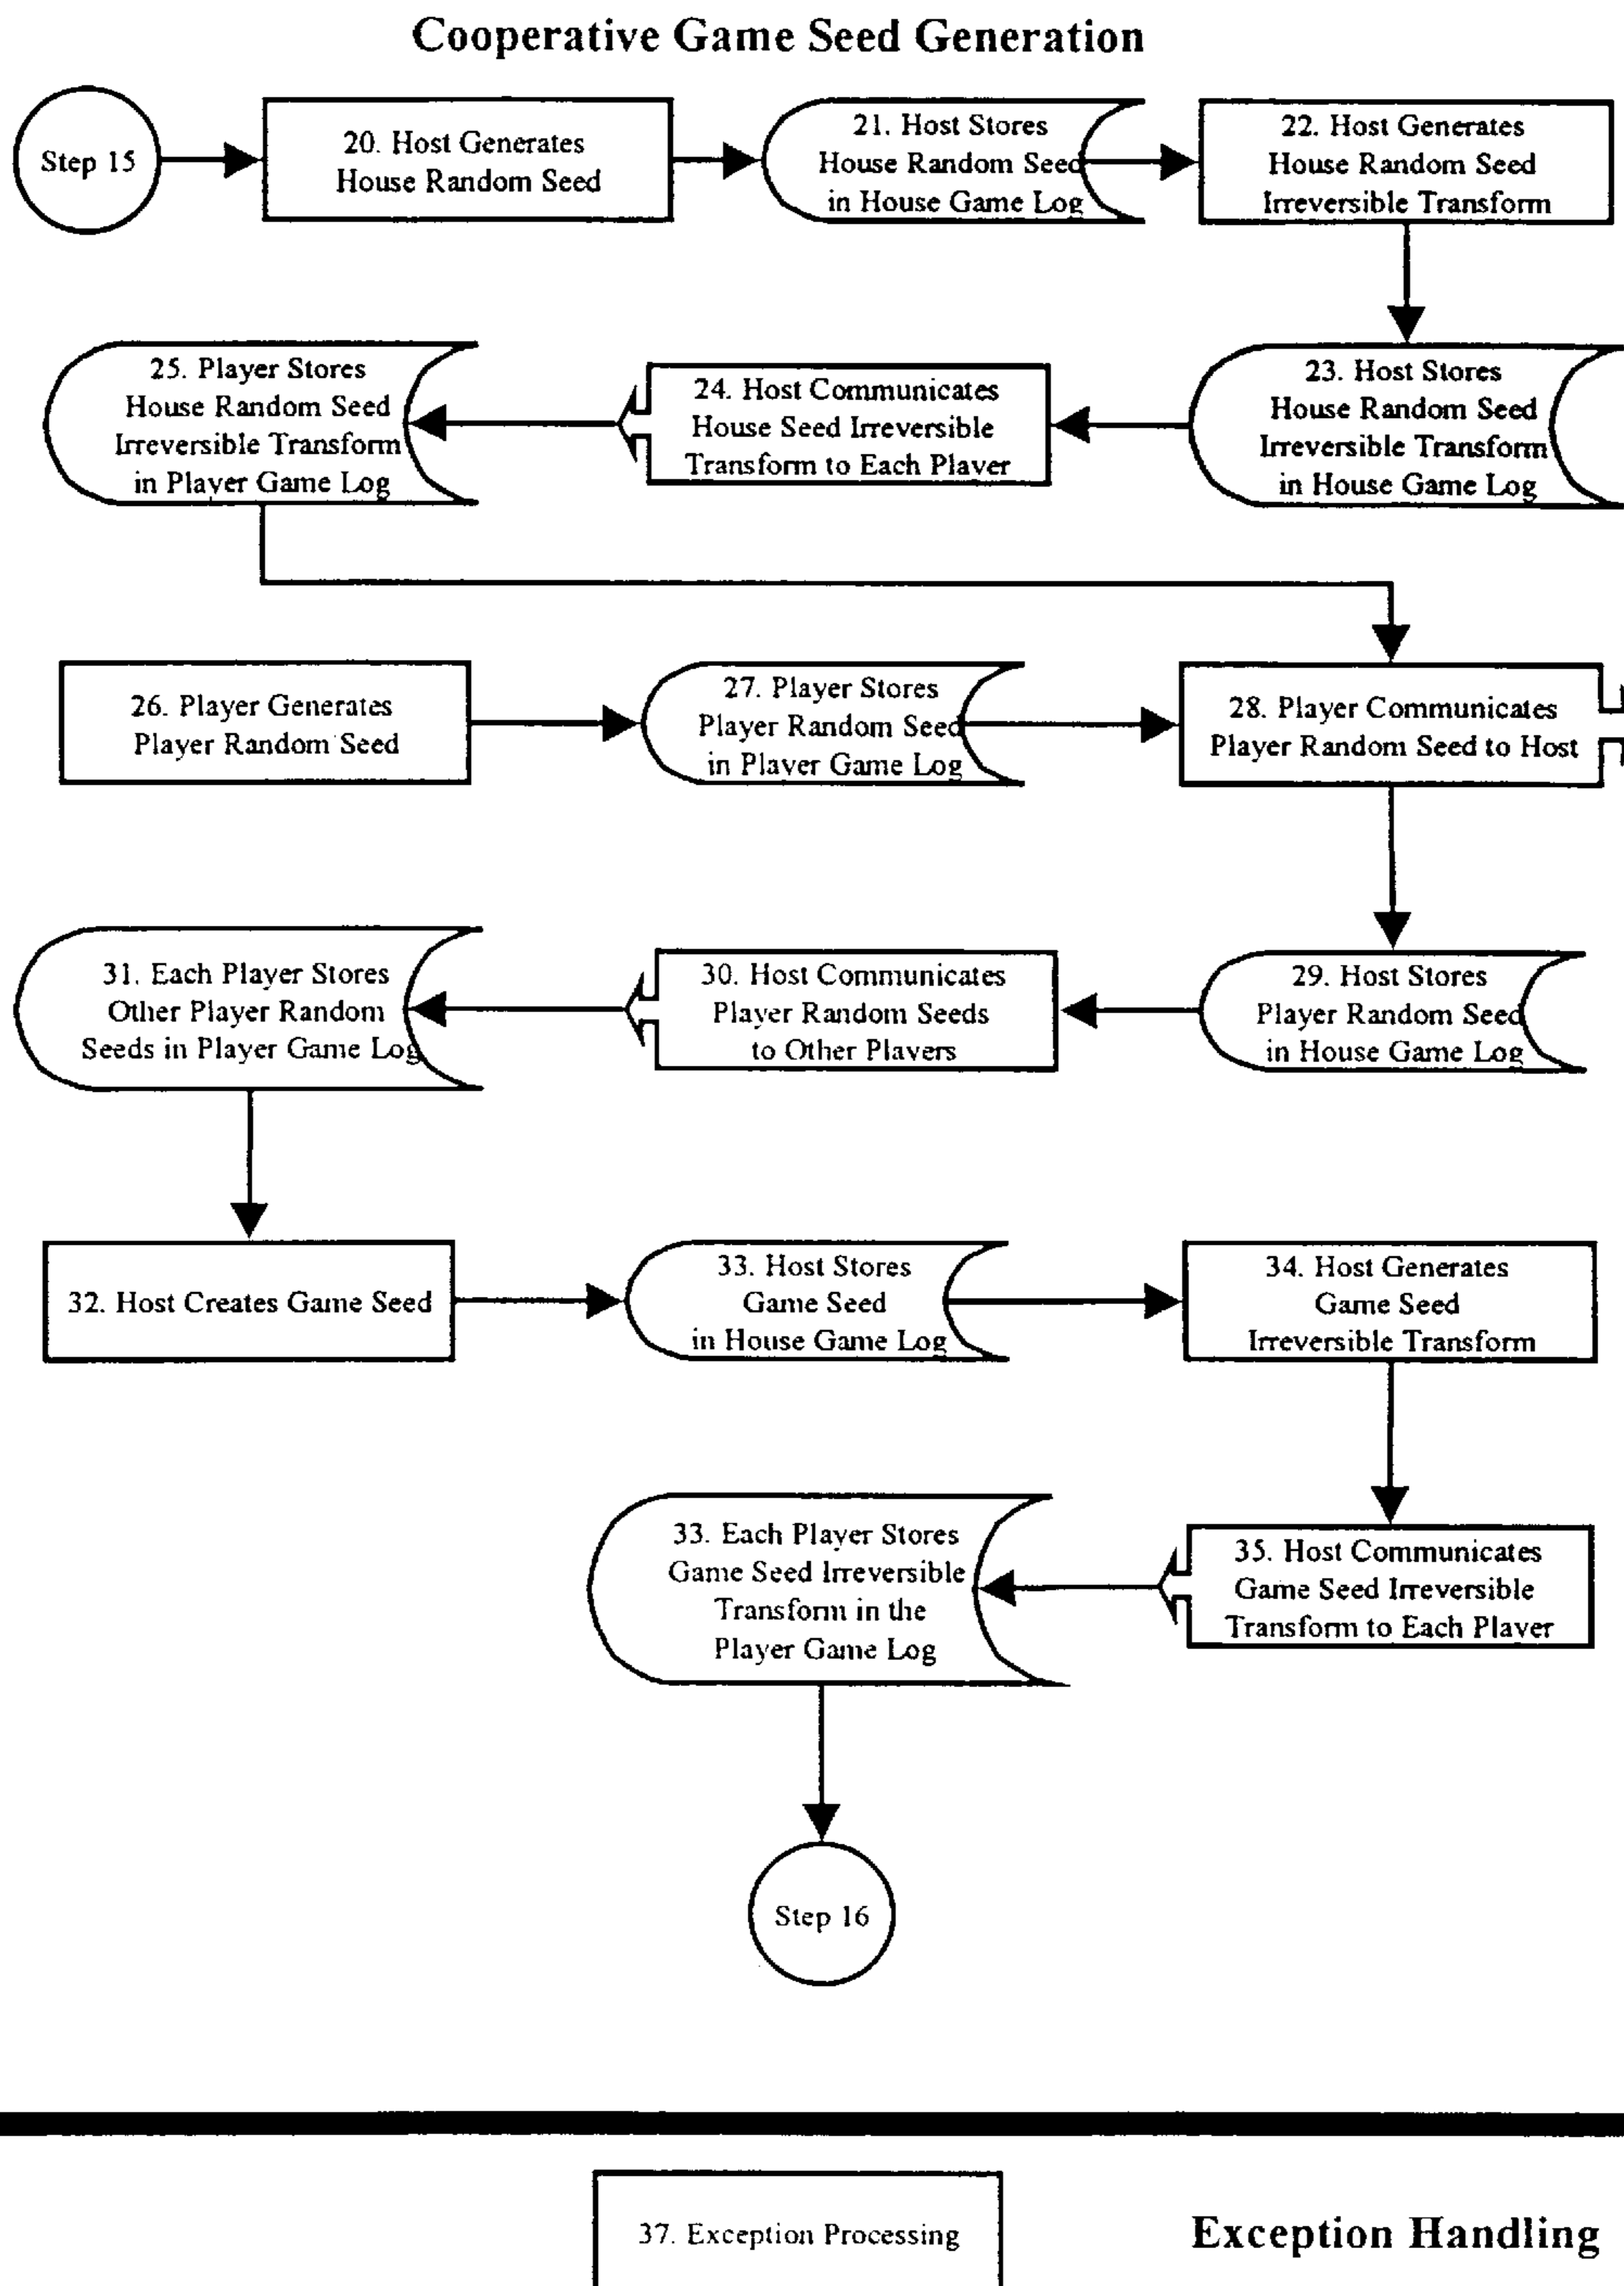 Cooperative Game Seed Generation
Step 15
20. Host Generates
House Random Seed
21. Host Stores
House Random Seed
in House Game Log
22. Host Generates
House Random Seed
Irreversible Transform
23. Host Stores
House Random Seed
Irreversible Transform
in House Game Log
24. Host Communicates
House Seed Irreversible
Transform to Each Player
25. Player Stores
House Random Seed
Irreversible Transform
in Player Game Log
26. Player Generates
Player Random Seed
27. Player Stores
Player Random Seed
in Player Game Log
28. Player Communicates
Player Random Seed to Host
29. Host Stores
Player Random Seed
in House Game Log
30. Host Communicates
Player Random Seeds
to Other Players
31. Each Player Stores
Other Player Random
Seeds in Player Game Log
32. Host Creates Game Seed
33. Host Stores
Game Seed
in House Game Log
34. Host Generates
Game Seed
Irreversible Transform
35. Host Communicates
Game Seed Irreversible
Transform to Each Player
33. Each Player Stores
Game Seed Irreversible
Transform in the
Player Game Log
Step 16
37. Exception Processing
Exception Handling